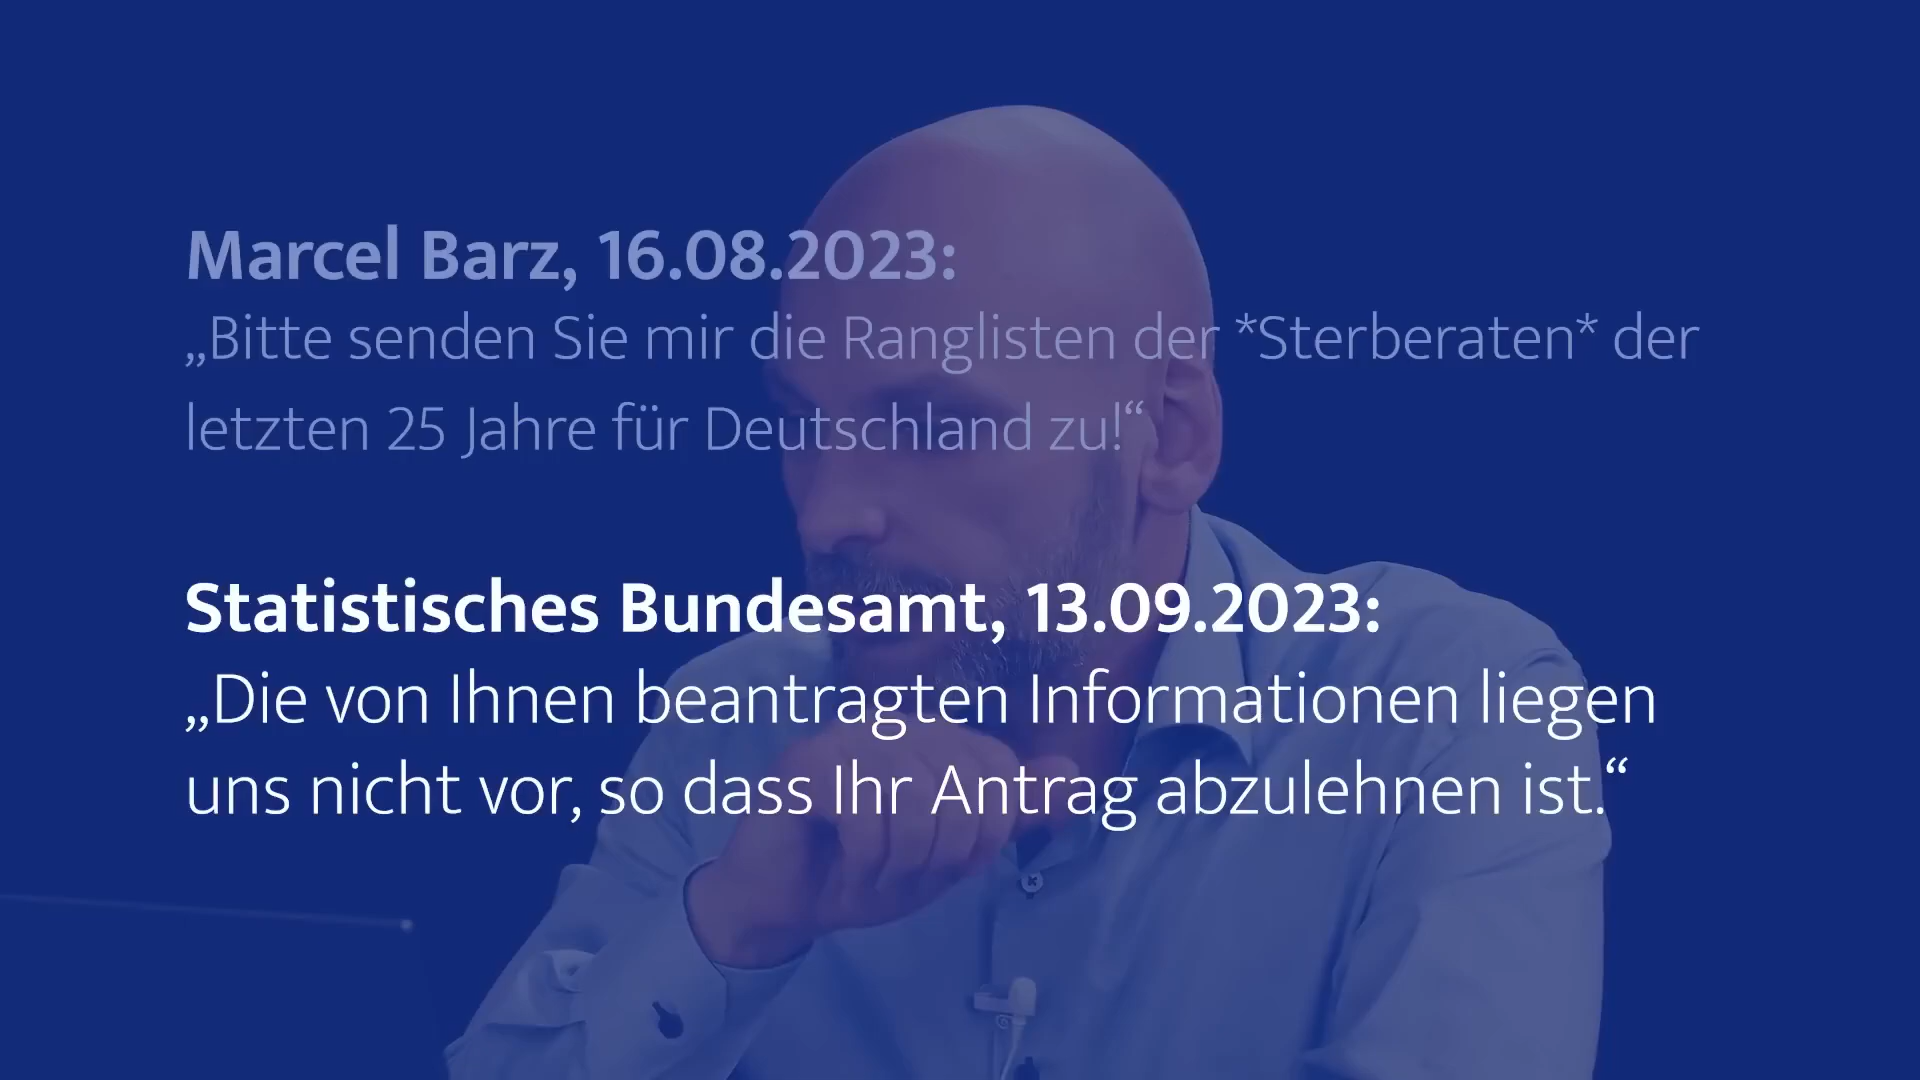 Marcel Barz, 16.08.2023:
„Bitte senden Sie mir die Ranglisten der *Sterberaten* der
letzten 25 Jahre für Deutschland zu!“
Statistisches Bundesamt, 13.09.2023:
„Die von Ihnen beantragten Informationen liegen
uns nicht vor, so dass Ihr Antrag abzulehnen ist.“